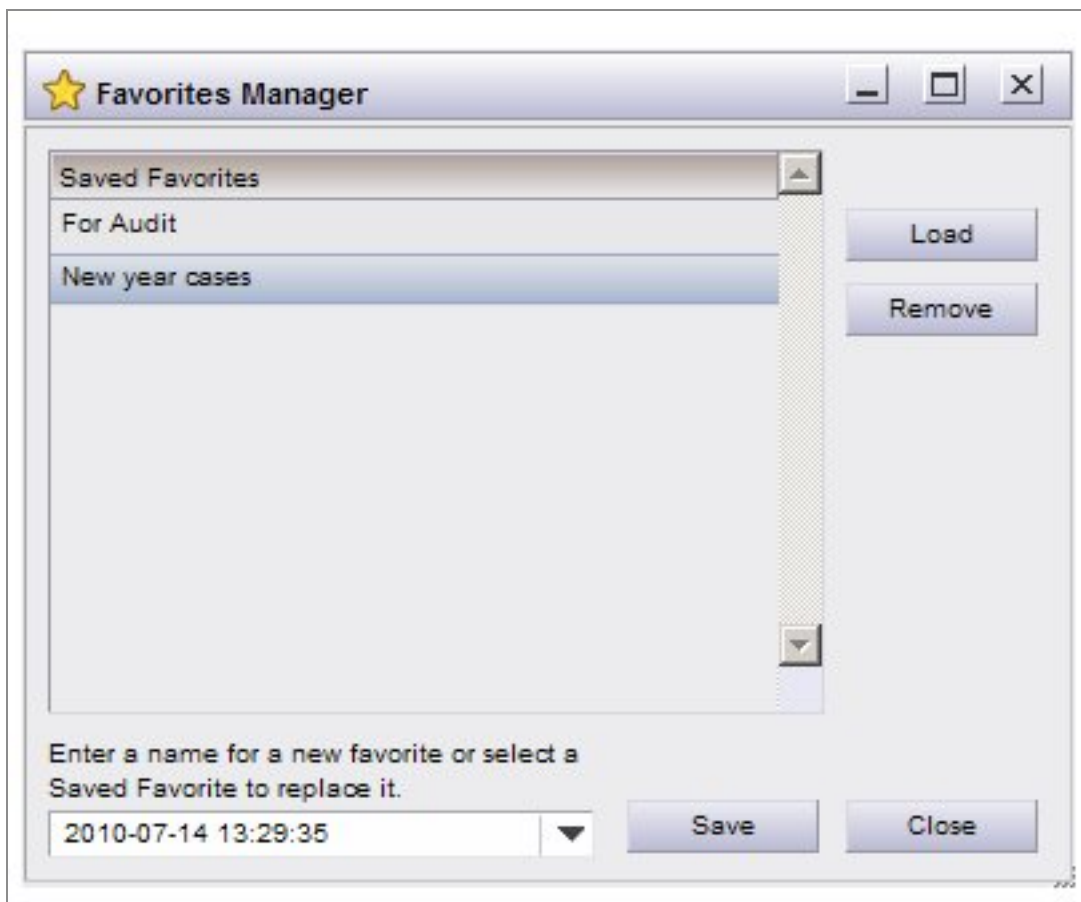 Favorites Manager
Saved Favorites
For Audit
New year cases
Load
Remove
Enter a name for a new favorite or select a
Saved Favorite to replace it.
2010-07-14 13:29:35
Save
Close